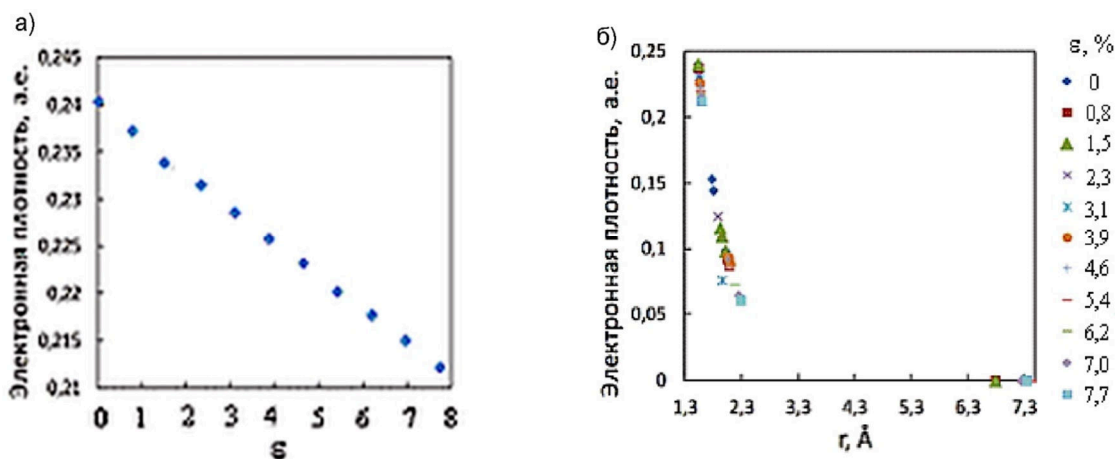 а)
Электронная плотность, а.е.
0,245
0,24
0,235
0,23
0,225
0,22
0,215
0,21
0 1 2 3 4 5 6 7 8
ε
б)
Электронная плотность, а.е.
0,25
0,2
0,15
0,1
0,05
0
1,3 2,3 3,3 4,3 5,3 6,3 7,3
r, Å
ε, %
0
0,8
1,5
2,3
3,1
3,9
4,6
5,4
6,2
7,0
7,7